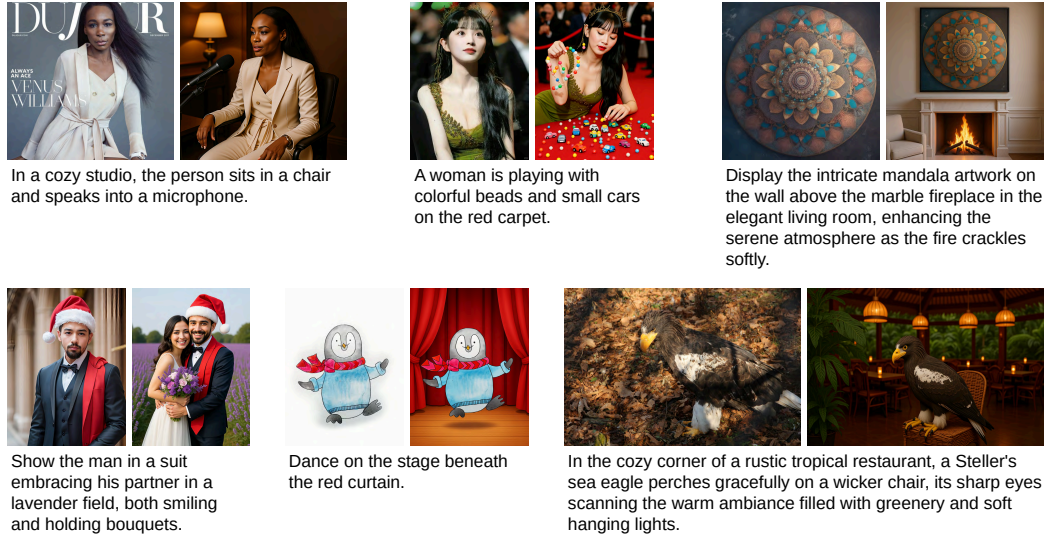 DUJOUR
ALWAYS
AN ACE
VENUS
WILLIAMS
In a cozy studio, the person sits in a chair
and speaks into a microphone.
A woman is playing with
colorful beads and small cars
on the red carpet.
Display the intricate mandala artwork on
the wall above the marble fireplace in the
elegant living room, enhancing the
serene atmosphere as the fire crackles
softly.
Show the man in a suit
embracing his partner in a
lavender field, both smiling
and holding bouquets.
Dance on the stage beneath
the red curtain.
In the cozy corner of a rustic tropical restaurant, a Steller's
sea eagle perches gracefully on a wicker chair, its sharp eyes
scanning the warm ambiance filled with greenery and soft
hanging lights.